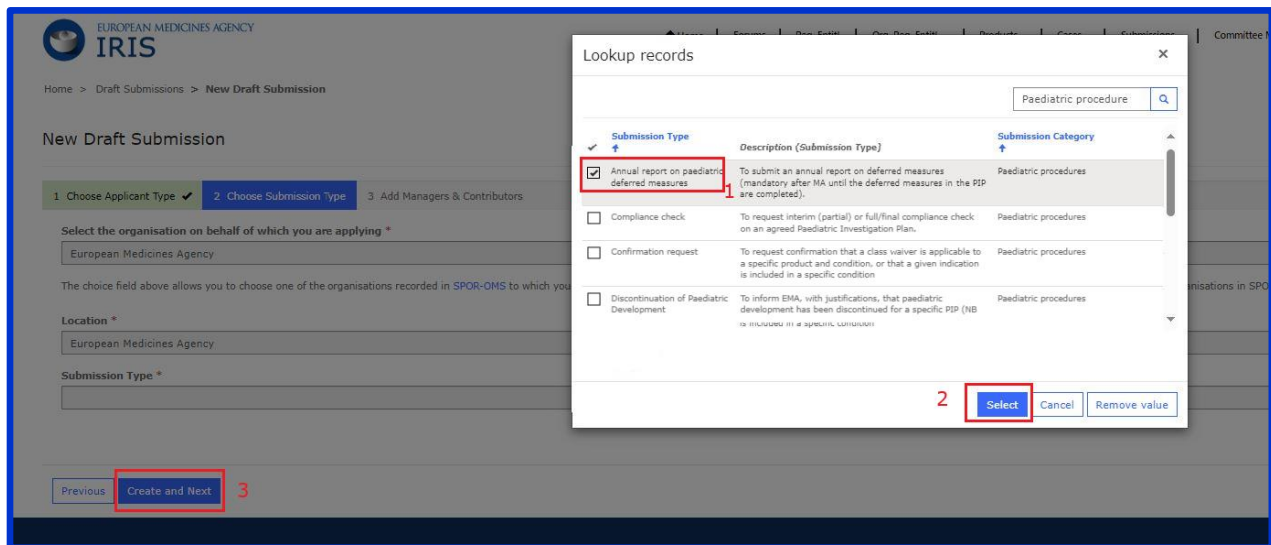 EUROPEAN MEDICINES AGENCY
IRIS
Home
Committee M
Home > Draft Submissions > New Draft Submission
New Draft Submission
1 Choose Applicant Type ✔ 2 Choose Submission Type 3 Add Managers & Contributors
Select the organisation on behalf of which you are applying *
European Medicines Agency
The choice field above allows you to choose one of the organisations recorded in SPOR-OMS to which you
Location *
European Medicines Agency
Submission Type *
Previous Create and Next 3
Lookup records ×
Paediatric procedure
Submission Type Description (Submission Type) Submission Category
Annual report on paediatric To submit an annual report on deferred measures Paediatric procedures
deferred measures 1 (mandatory after MA until the deferred measures in the PIP
are completed).
Compliance check To request interim (partial) or full/final compliance check Paediatric procedures
on an agreed Paediatric Investigation Plan.
Confirmation request To request confirmation that a class waiver is applicable to Paediatric procedures
a specific product and condition, or that a given indication
is included in a specific condition
Discontinuation of Paediatric To inform EMA, with justifications, that paediatric Paediatric procedures
Development development has been discontinued for a specific PIP (NB
is included in a specific condition
2 Select Cancel Remove value